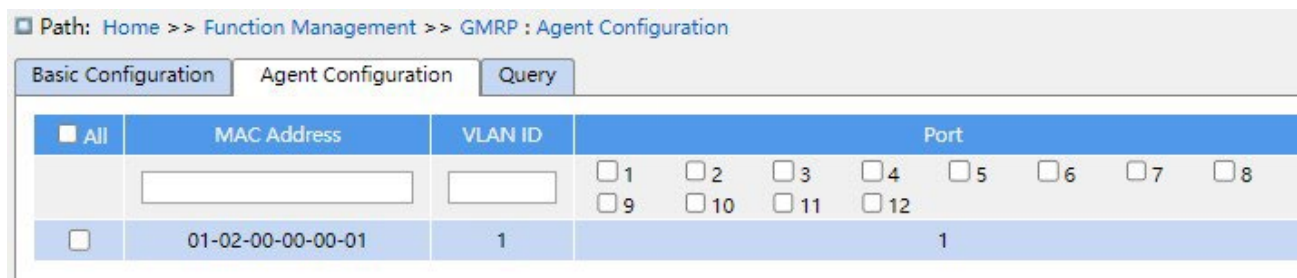 Path: Home >> Function Management >> GMRP : Agent Configuration
Basic Configuration Agent Configuration Query
All MAC Address VLAN ID Port
1 2 3 4 5 6 7 8
9 10 11 12
01-02-00-00-00-01 1 1